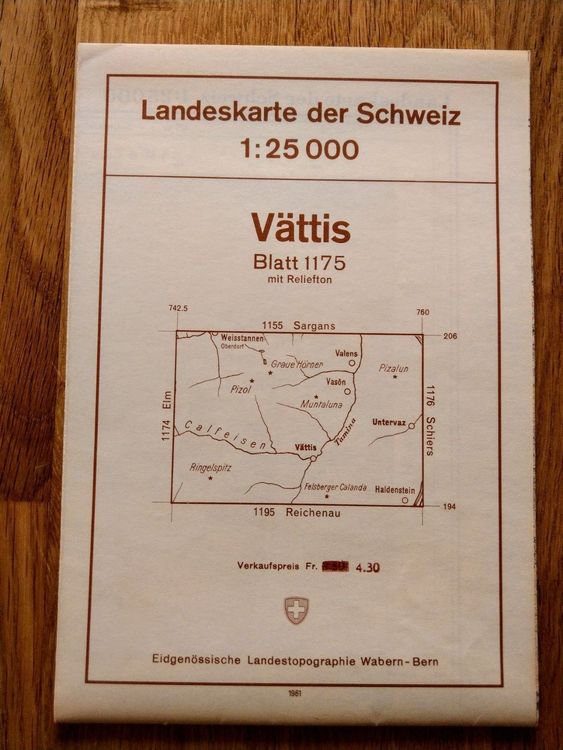 Landeskarte der Schweiz
1:25 000
Vättis
Blatt 1175
mit Reliefton
742.5
760
1155 Sargans
206
Weisstannen
Oberdorf
Graue Hörner
Valens
Pizalun
Pizol
Vasön
Muntaluna
1174 Elm
1176 Schiers
Calfeisen
Tamina
Untervaz
Vättis
Ringelspitz
Felsberger Calanda
Haldenstein
194
1195 Reichenau
Verkaufspreis Fr. 4.30
Eidgenössische Landestopographie Wabern-Bern
1961